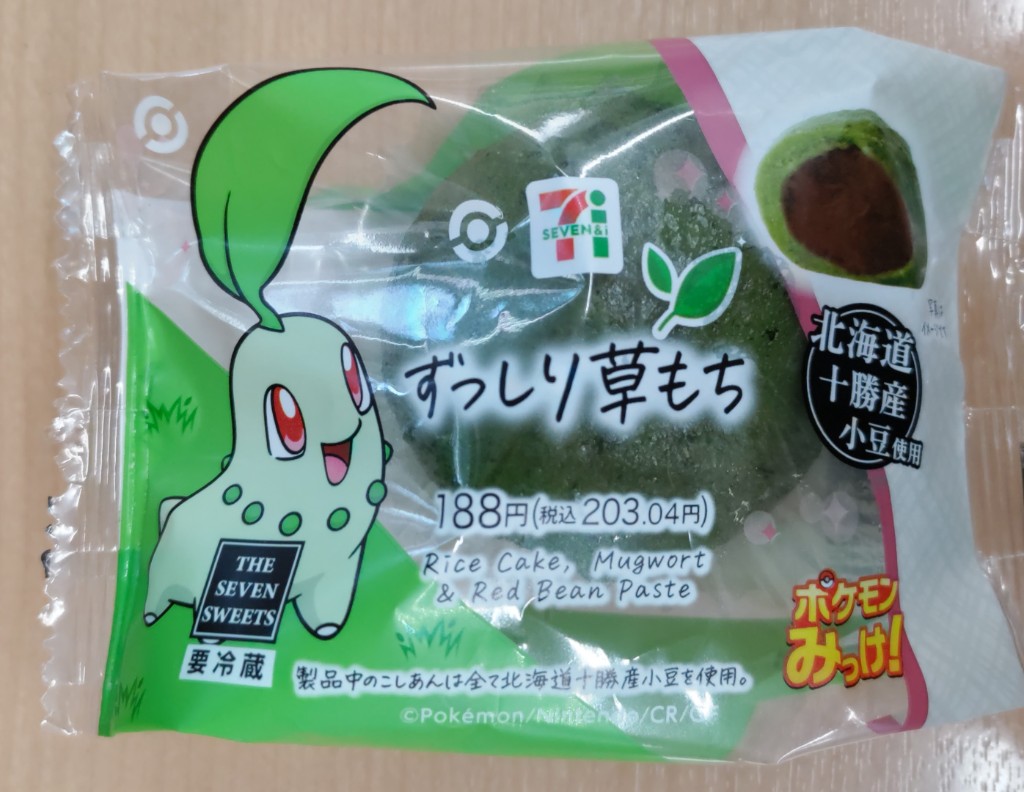 SEVEN&i
ずっしり草もち
188円(税込 203.04円)
Rice Cake, Mugwort
& Red Bean Paste
北海道
十勝産
小豆使用
THE
SEVEN
SWEETS
要冷蔵
ポケモン
みっけ!
製品中のこしあんは全て北海道十勝産小豆を使用。
©Pokémon/Nintendo/CR/G